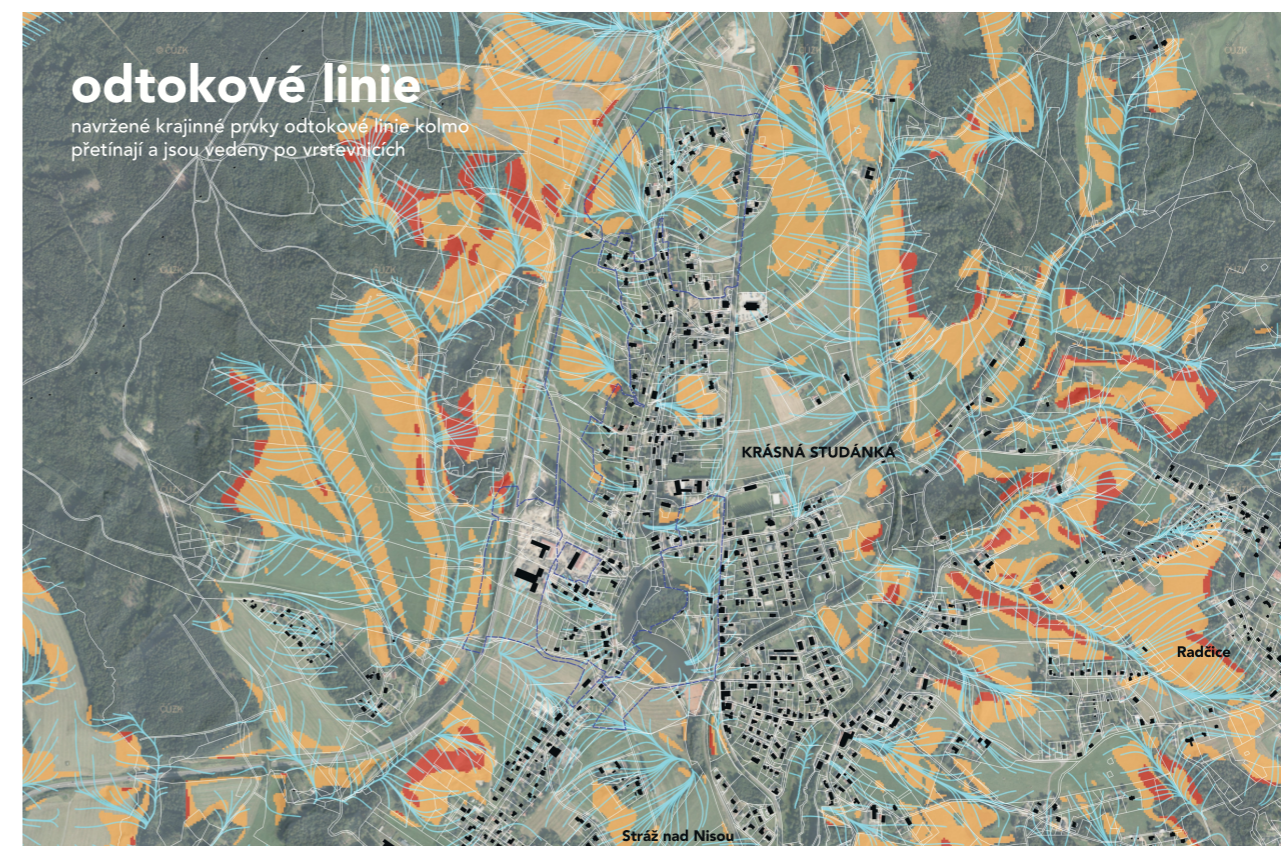 odtokové linie
navržené krajinné prvky odtokové linie kolmo
přetínají a jsou vedeny po vrstevnicích
© ČÚZK
KRÁSNÁ STUDÁNKA
Radčice
Stráž nad Nisou